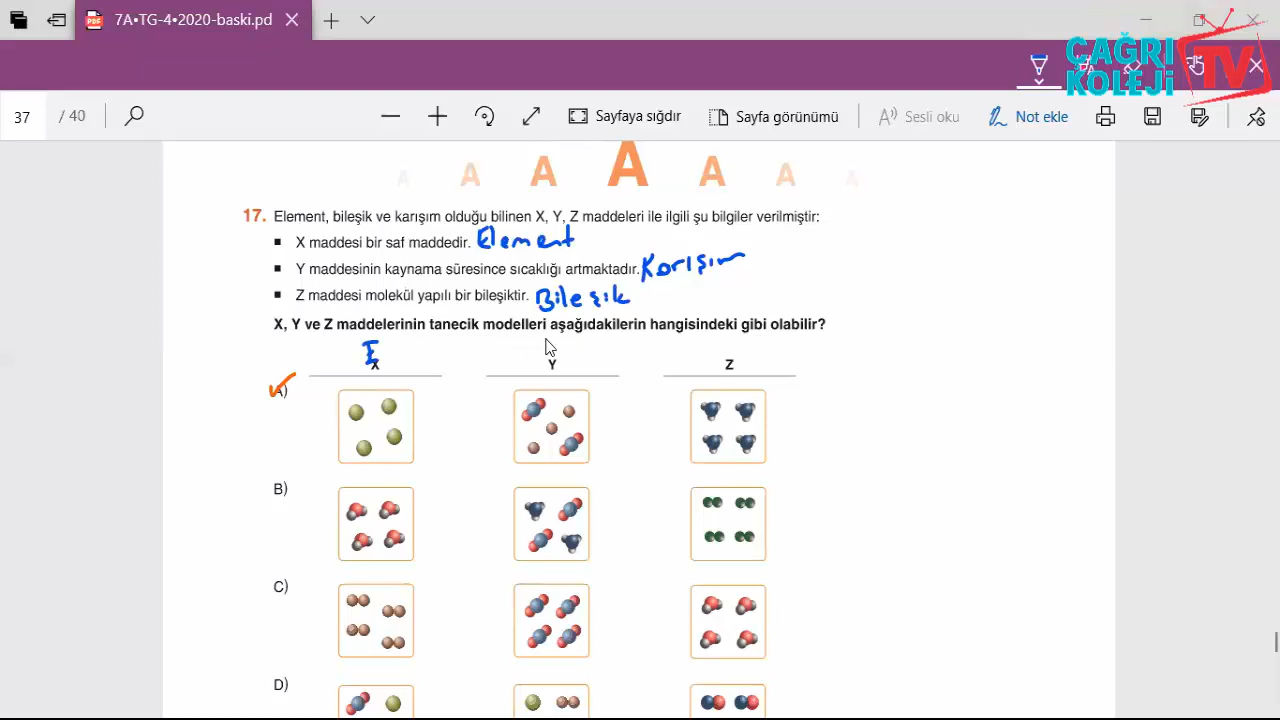 7A•TG-4•2020-baski.pdf
ÇAĞRI
KOLEJİ
TV
37 / 40 Sayfaya sığdır Sayfa görünümü Sesli oku Not ekle
A A A A A A A
17. Element, bileşik ve karışım olduğu bilinen X, Y, Z maddeleri ile ilgili şu bilgiler verilmiştir:
▪ X maddesi bir saf maddedir. Element
▪ Y maddesinin kaynama süresince sıcaklığı artmaktadır. Karışım
▪ Z maddesi molekül yapılı bir bileşiktir. Bileşik
X, Y ve Z maddelerinin tanecik modelleri aşağıdakilerin hangisindeki gibi olabilir?
X Y Z
A)
B)
C)
D)